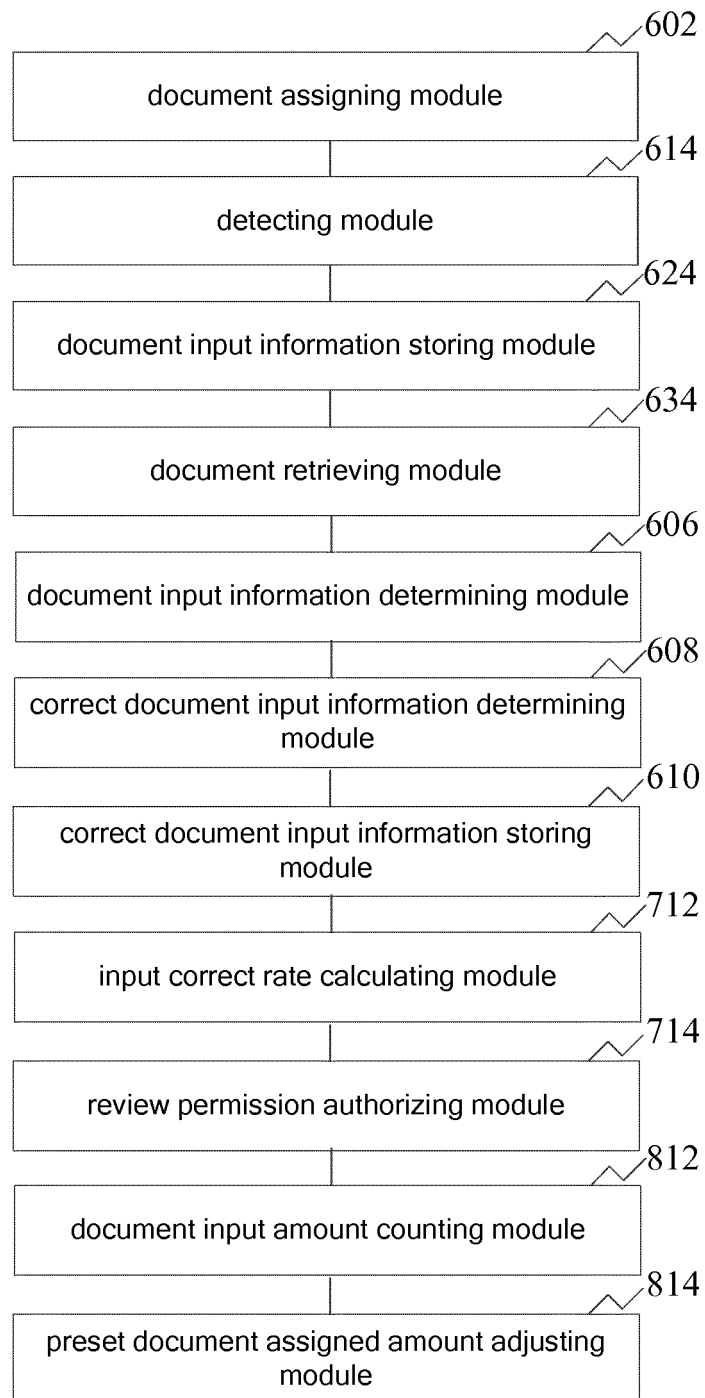 602
document assigning module
614
detecting module
624
document input information storing module
634
document retrieving module
606
document input information determining module
608
correct document input information determining
module
610
correct document input information storing
module
712
input correct rate calculating module
714
review permission authorizing module
812
document input amount counting module
814
preset document assigned amount adjusting
module